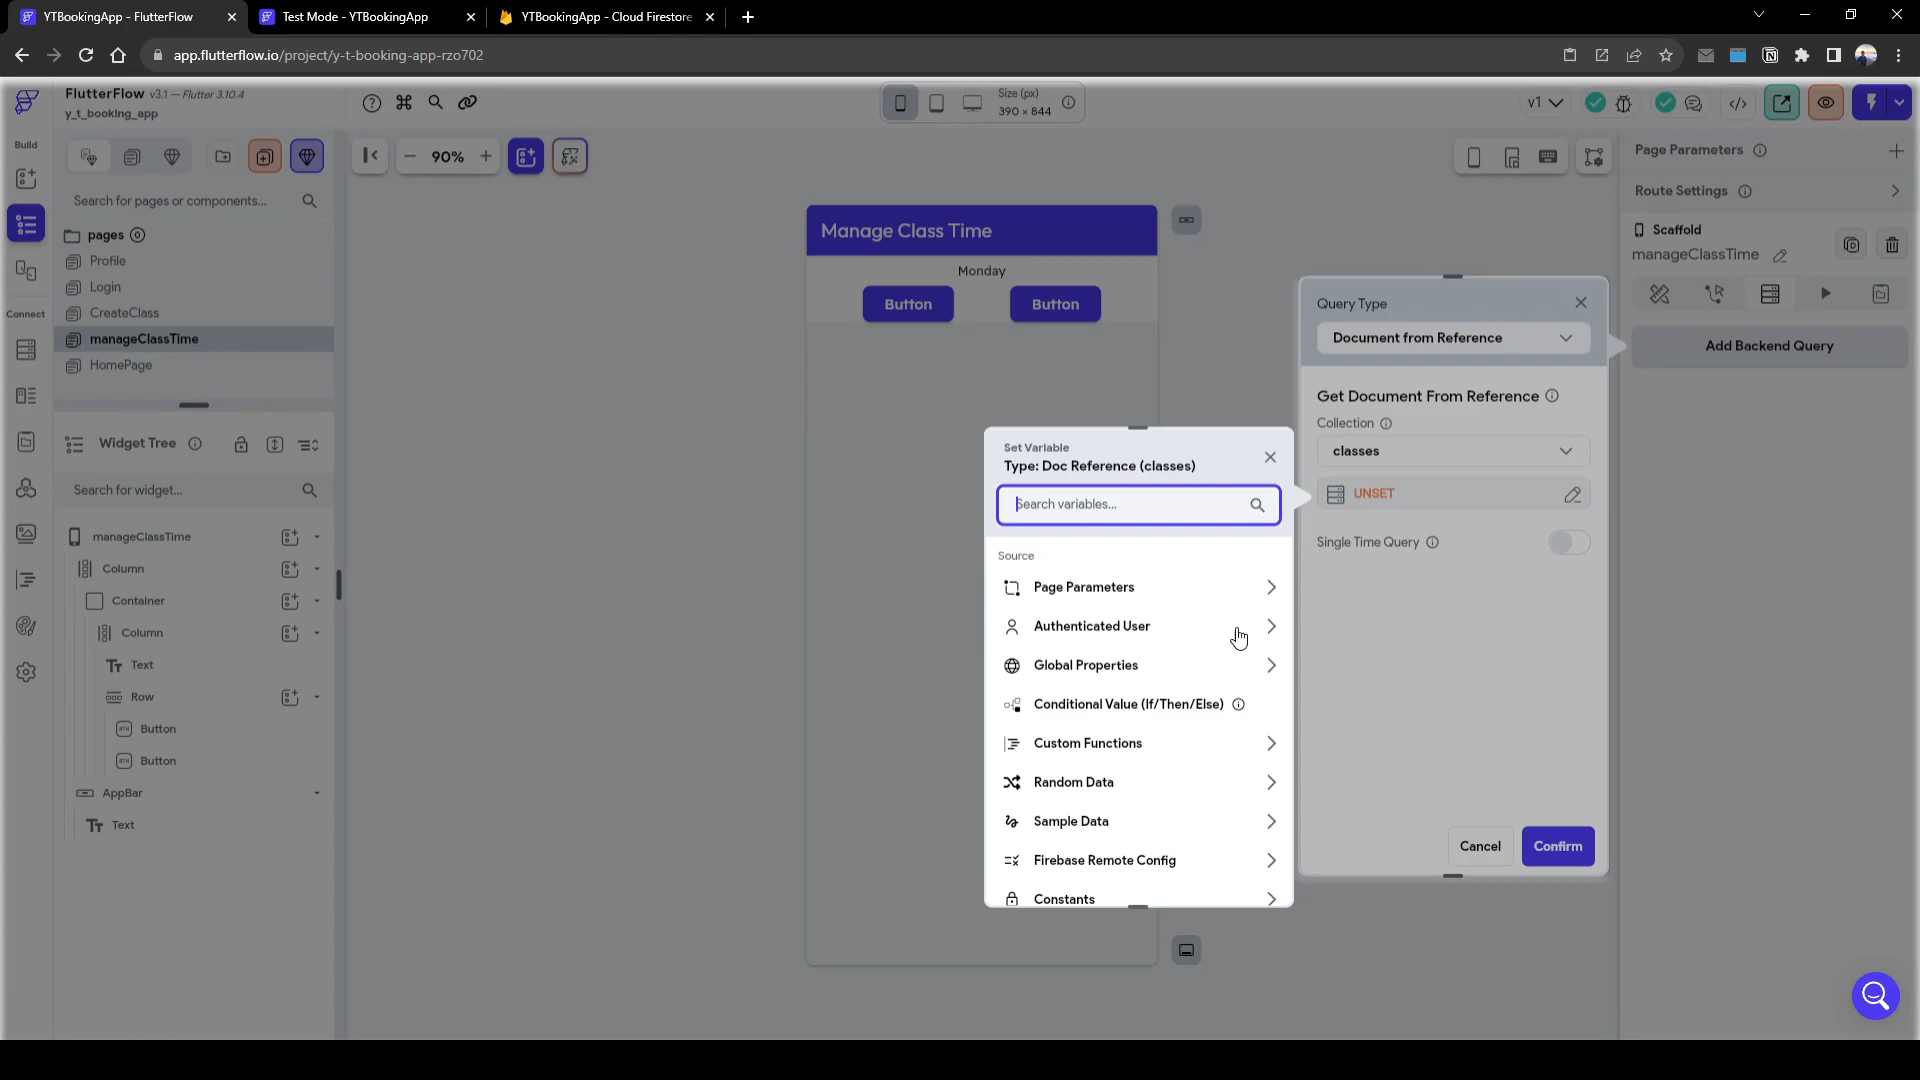 YTBookingApp - FlutterFlow
Test Mode - YTBookingApp
YTBookingApp - Cloud Firestore
app.flutterflow.io/project/y-t-booking-app-rzo702
FlutterFlow v3.1 — Flutter 3.10.4
y_t_booking_app
Size (px)
390 × 844
v1
Build
90%
Page Parameters
Search for pages or components...
Route Settings
pages 0
Profile
Login
Connect
CreateClass
manageClassTime
HomePage
Manage Class Time
Monday
Button
Button
Scaffold
manageClassTime
Query Type
Document from Reference
Add Backend Query
Get Document From Reference
Collection
classes
UNSET
Single Time Query
Cancel
Confirm
Widget Tree
Search for widget...
manageClassTime
Column
Container
Column
Text
Row
Button
Button
AppBar
Text
Set Variable
Type: Doc Reference (classes)
Search variables...
Source
Page Parameters
Authenticated User
Global Properties
Conditional Value (If/Then/Else)
Custom Functions
Random Data
Sample Data
Firebase Remote Config
Constants